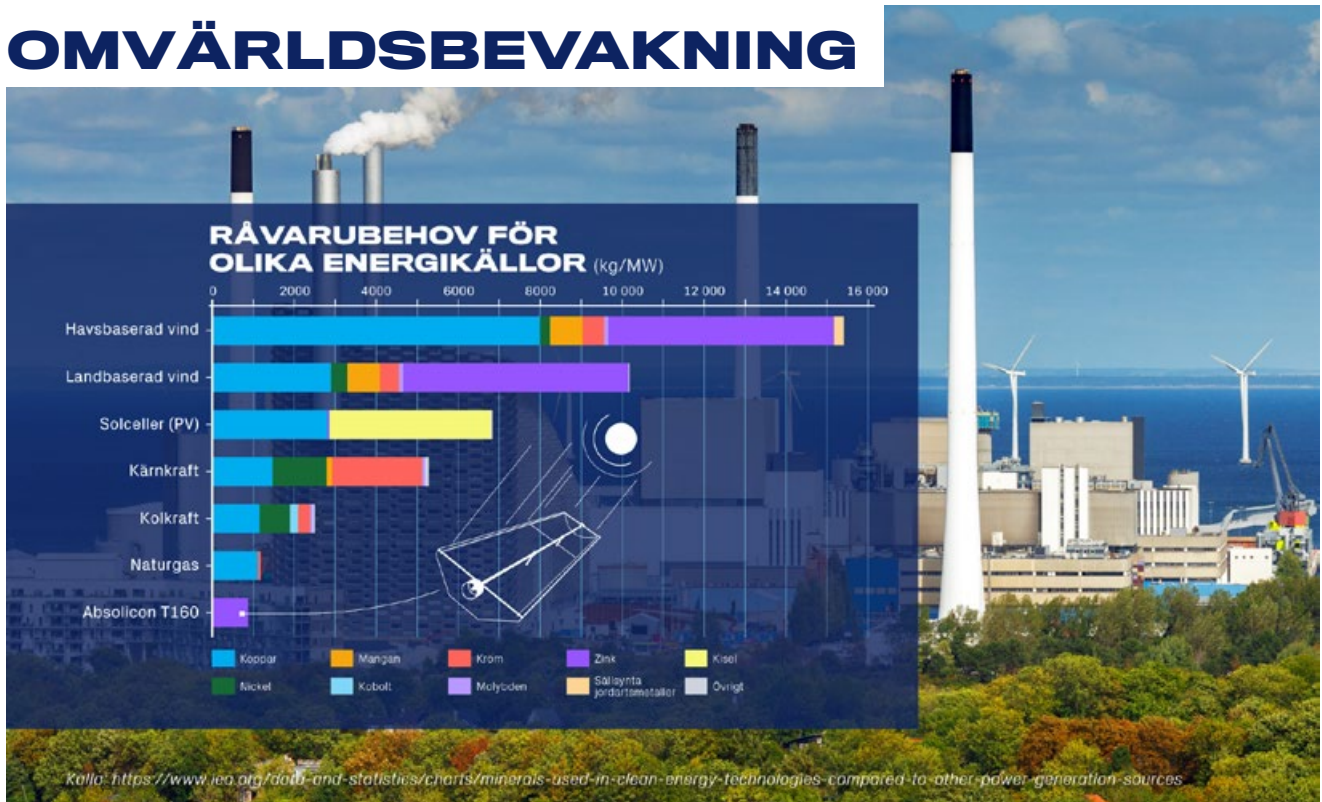 OMVÄRLDSBEVAKNING
RÅVARUBEHOV FÖR
OLIKA ENERGIKÄLLOR (kg/MW)
0 2000 4000 6000 8000 10 000 12 000 14 000 16 000
Havsbaserad vind
Landbaserad vind
Solceller (PV)
Kärnkraft
Kolkraft
Naturgas
Absolicon T160
Koppar Mangan Krom Zink Kisel
Nickel Kobolt Molybden Sällsynta jordartsmetaller Övrigt
Källa: https://www.iea.org/data-and-statistics/charts/minerals-used-in-clean-energy-technologies-compared-to-other-power-generation-sources